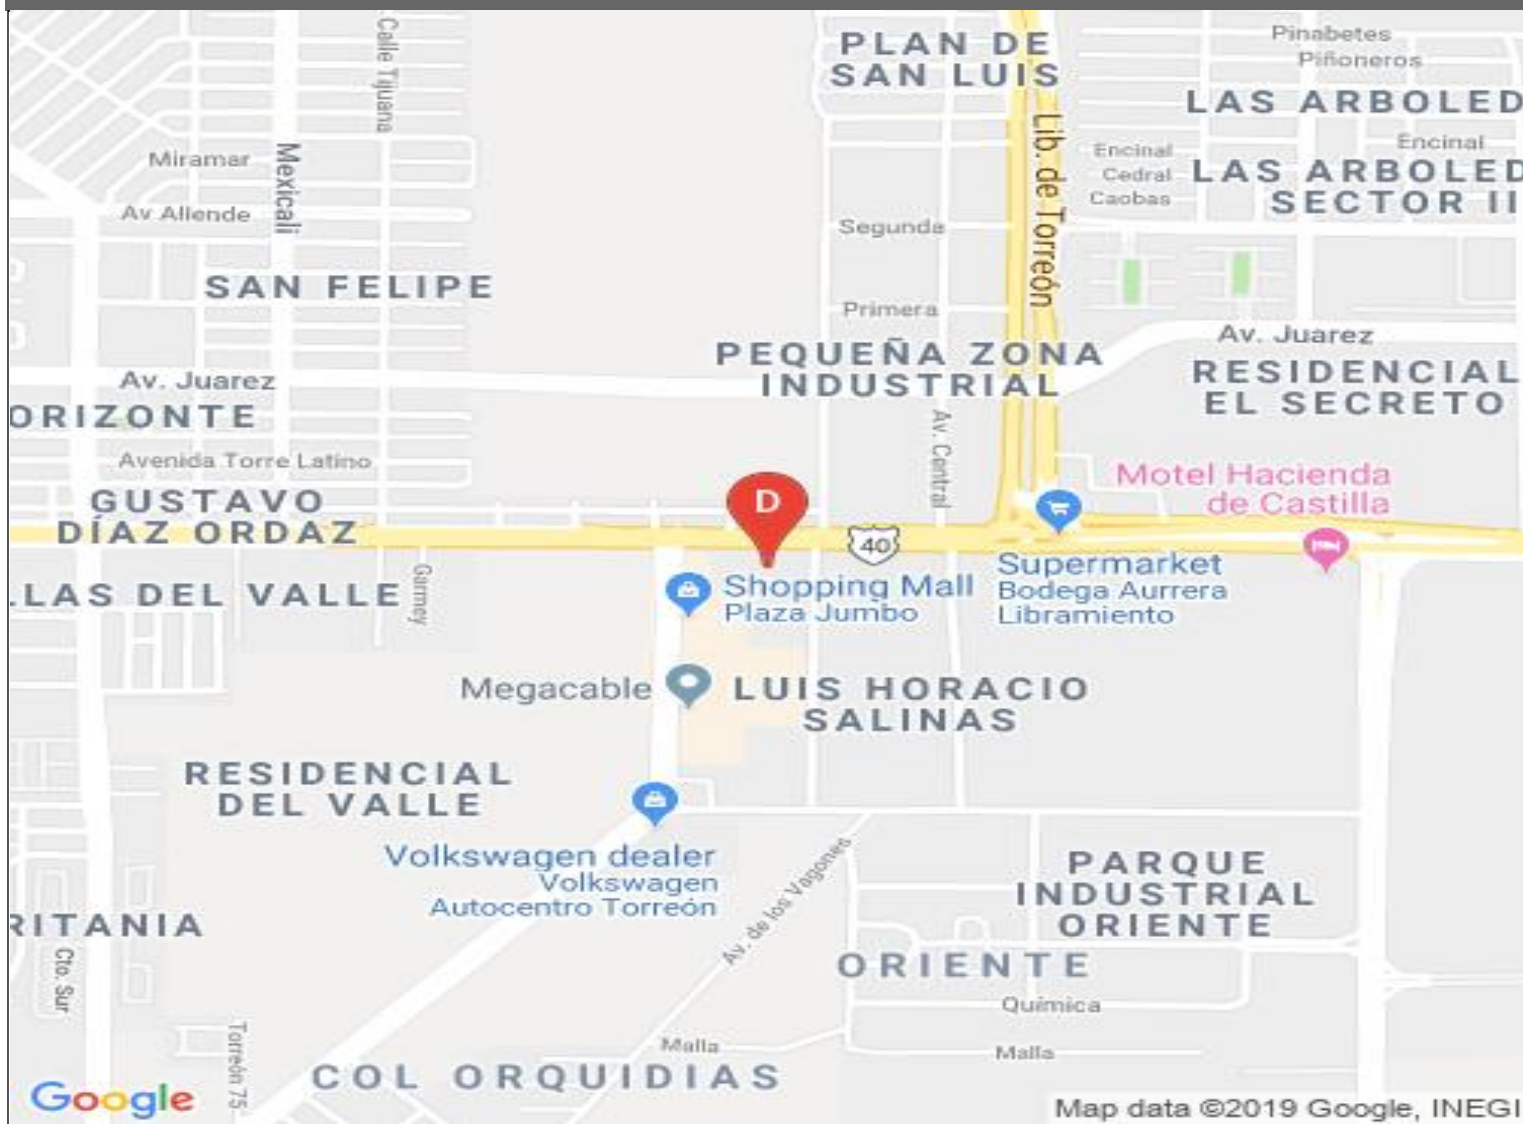 PLAN DE
SAN LUIS
Pinabetes
Piñoneros
LAS ARBOLED
Calle Tijuana
Lib. de Torreón
Encinal
Encinal
Cedral
LAS ARBOLED
SECTOR II
Caobas
Miramar
Mexicali
Av Allende
Segunda
SAN FELIPE
Primera
Av. Juarez
PEQUEÑA ZONA
INDUSTRIAL
RESIDENCIAL
EL SECRETO
Av. Juarez
ORIZONTE
Av. Central
Avenida Torre Latino
Motel Hacienda
de Castilla
GUSTAVO
DÍAZ ORDAZ
D
40
LLAS DEL VALLE
Garmey
Shopping Mall
Plaza Jumbo
Supermarket
Bodega Aurrera
Libramiento
Megacable
LUIS HORACIO
SALINAS
RESIDENCIAL
DEL VALLE
Volkswagen dealer
Volkswagen
Autocentro Torreón
Av. de los Vagones
PARQUE
INDUSTRIAL
ORIENTE
RITANIA
Cto. Sur
ORIENTE
Química
Torreón 75
Malla
Malla
COL ORQUIDIAS
Google
Map data ©2019 Google, INEGI